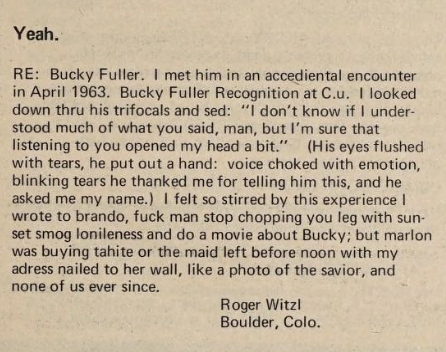 Yeah.
RE: Bucky Fuller. I met him in an accediental encounter
in April 1963. Bucky Fuller Recognition at C.u. I looked
down thru his trifocals and sed: "I don't know if I under-
stood much of what you said, man, but I'm sure that
listening to you opened my head a bit." (His eyes flushed
with tears, he put out a hand: voice choked with emotion,
blinking tears he thanked me for telling him this, and he
asked me my name.) I felt so stirred by this experience I
wrote to brando, fuck man stop chopping you leg with sun-
set smog lonileness and do a movie about Bucky; but marlon
was buying tahite or the maid left before noon with my
adress nailed to her wall, like a photo of the savior, and
none of us ever since.
Roger Witzl
Boulder, Colo.